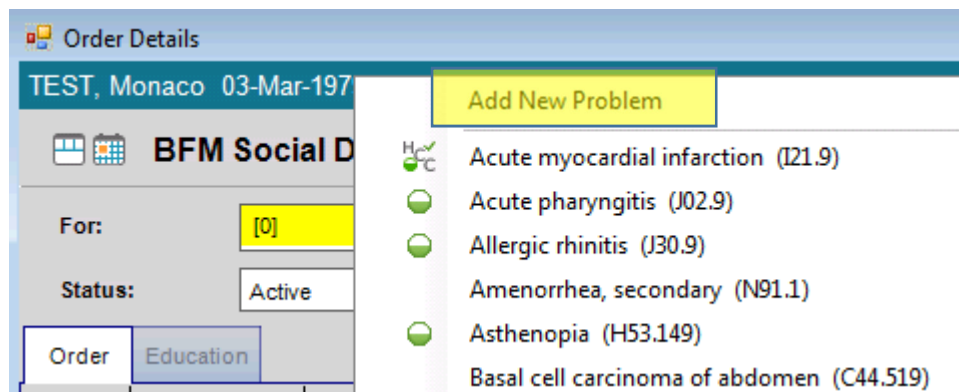 Order Details
TEST, Monaco 03-Mar-197
Add New Problem
BFM Social D
HCC
Acute myocardial infarction (I21.9)
Acute pharyngitis (J02.9)
For:
[0]
Allergic rhinitis (J30.9)
Status:
Active
Amenorrhea, secondary (N91.1)
Order
Education
Asthenopia (H53.149)
Basal cell carcinoma of abdomen (C44.519)